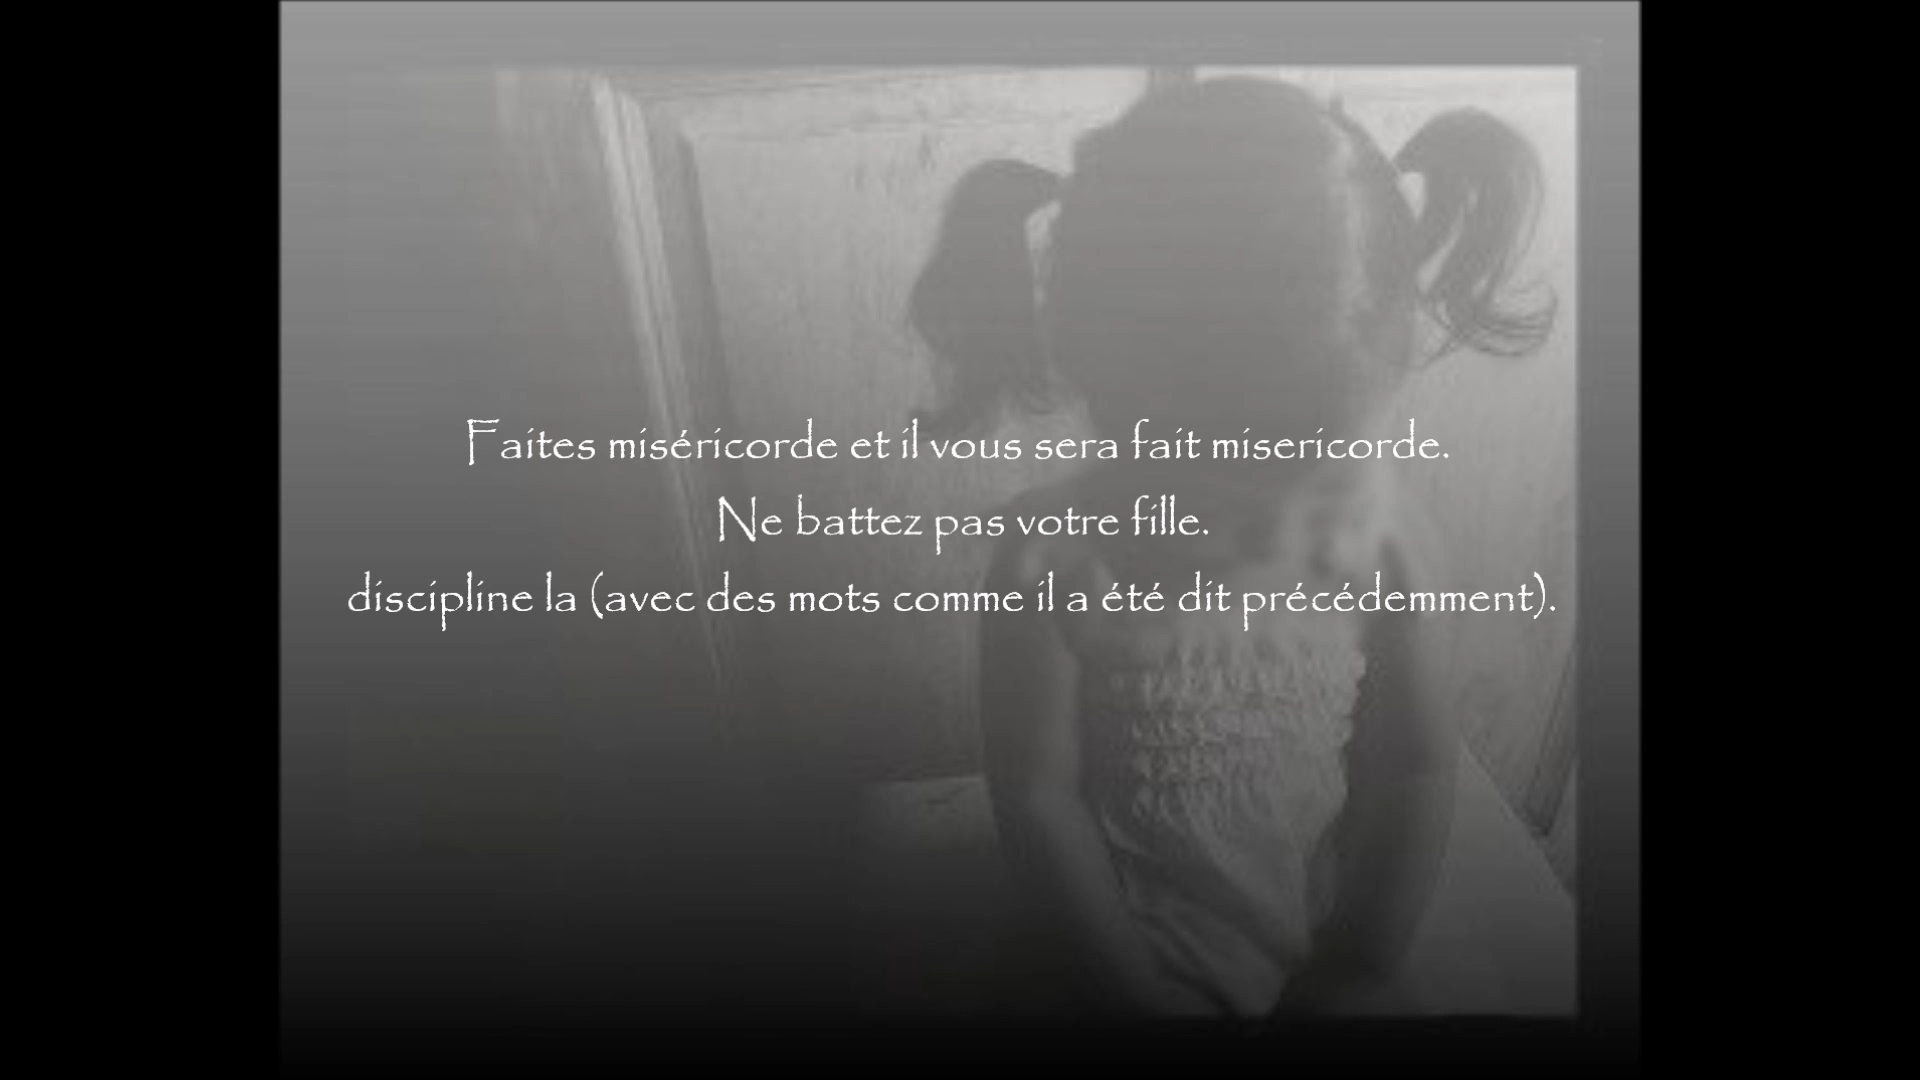 Faites miséricorde et il vous sera fait misericorde.
Ne battez pas votre fille.
discipline la (avec des mots comme il a été dit précédemment).